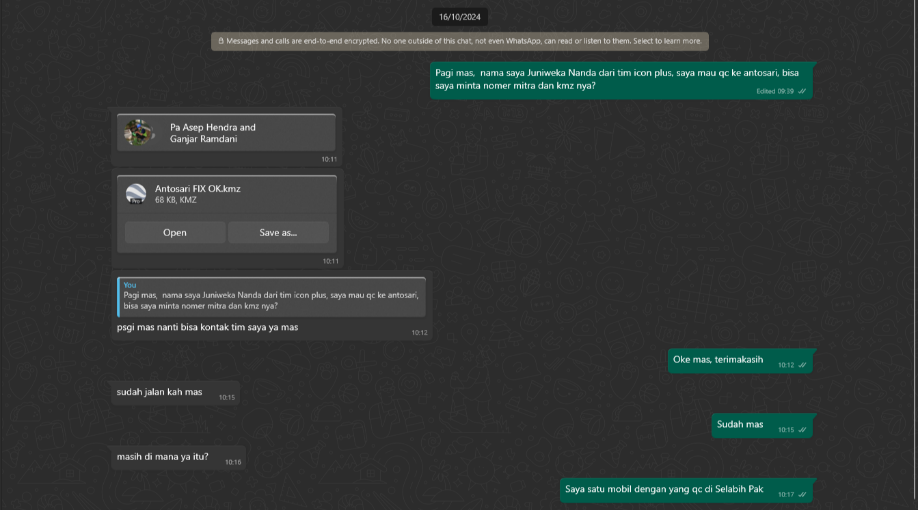 16/10/2024
Messages and calls are end-to-end encrypted. No one outside of this chat, not even WhatsApp, can read or listen to them. Select to learn more.
Pagi mas,  nama saya Juniweka Nanda dari tim icon plus, saya mau qc ke antosari, bisa
saya minta nomer mitra dan kmz nya?
Edited 09:39
Pa Asep Hendra and
Ganjar Ramdani
10:11
Antosari FIX OK.kmz
68 KB, KMZ
Open
Save as...
10:11
You
Pagi mas,  nama saya Juniweka Nanda dari tim icon plus, saya mau qc ke antosari,
bisa saya minta nomer mitra dan kmz nya?
psgi mas nanti bisa kontak tim saya ya mas
10:12
Oke mas, terimakasih
10:12
sudah jalan kah mas
10:15
Sudah mas
10:15
masih di mana ya itu?
10:16
Saya satu mobil dengan yang qc di Selabih Pak
10:17